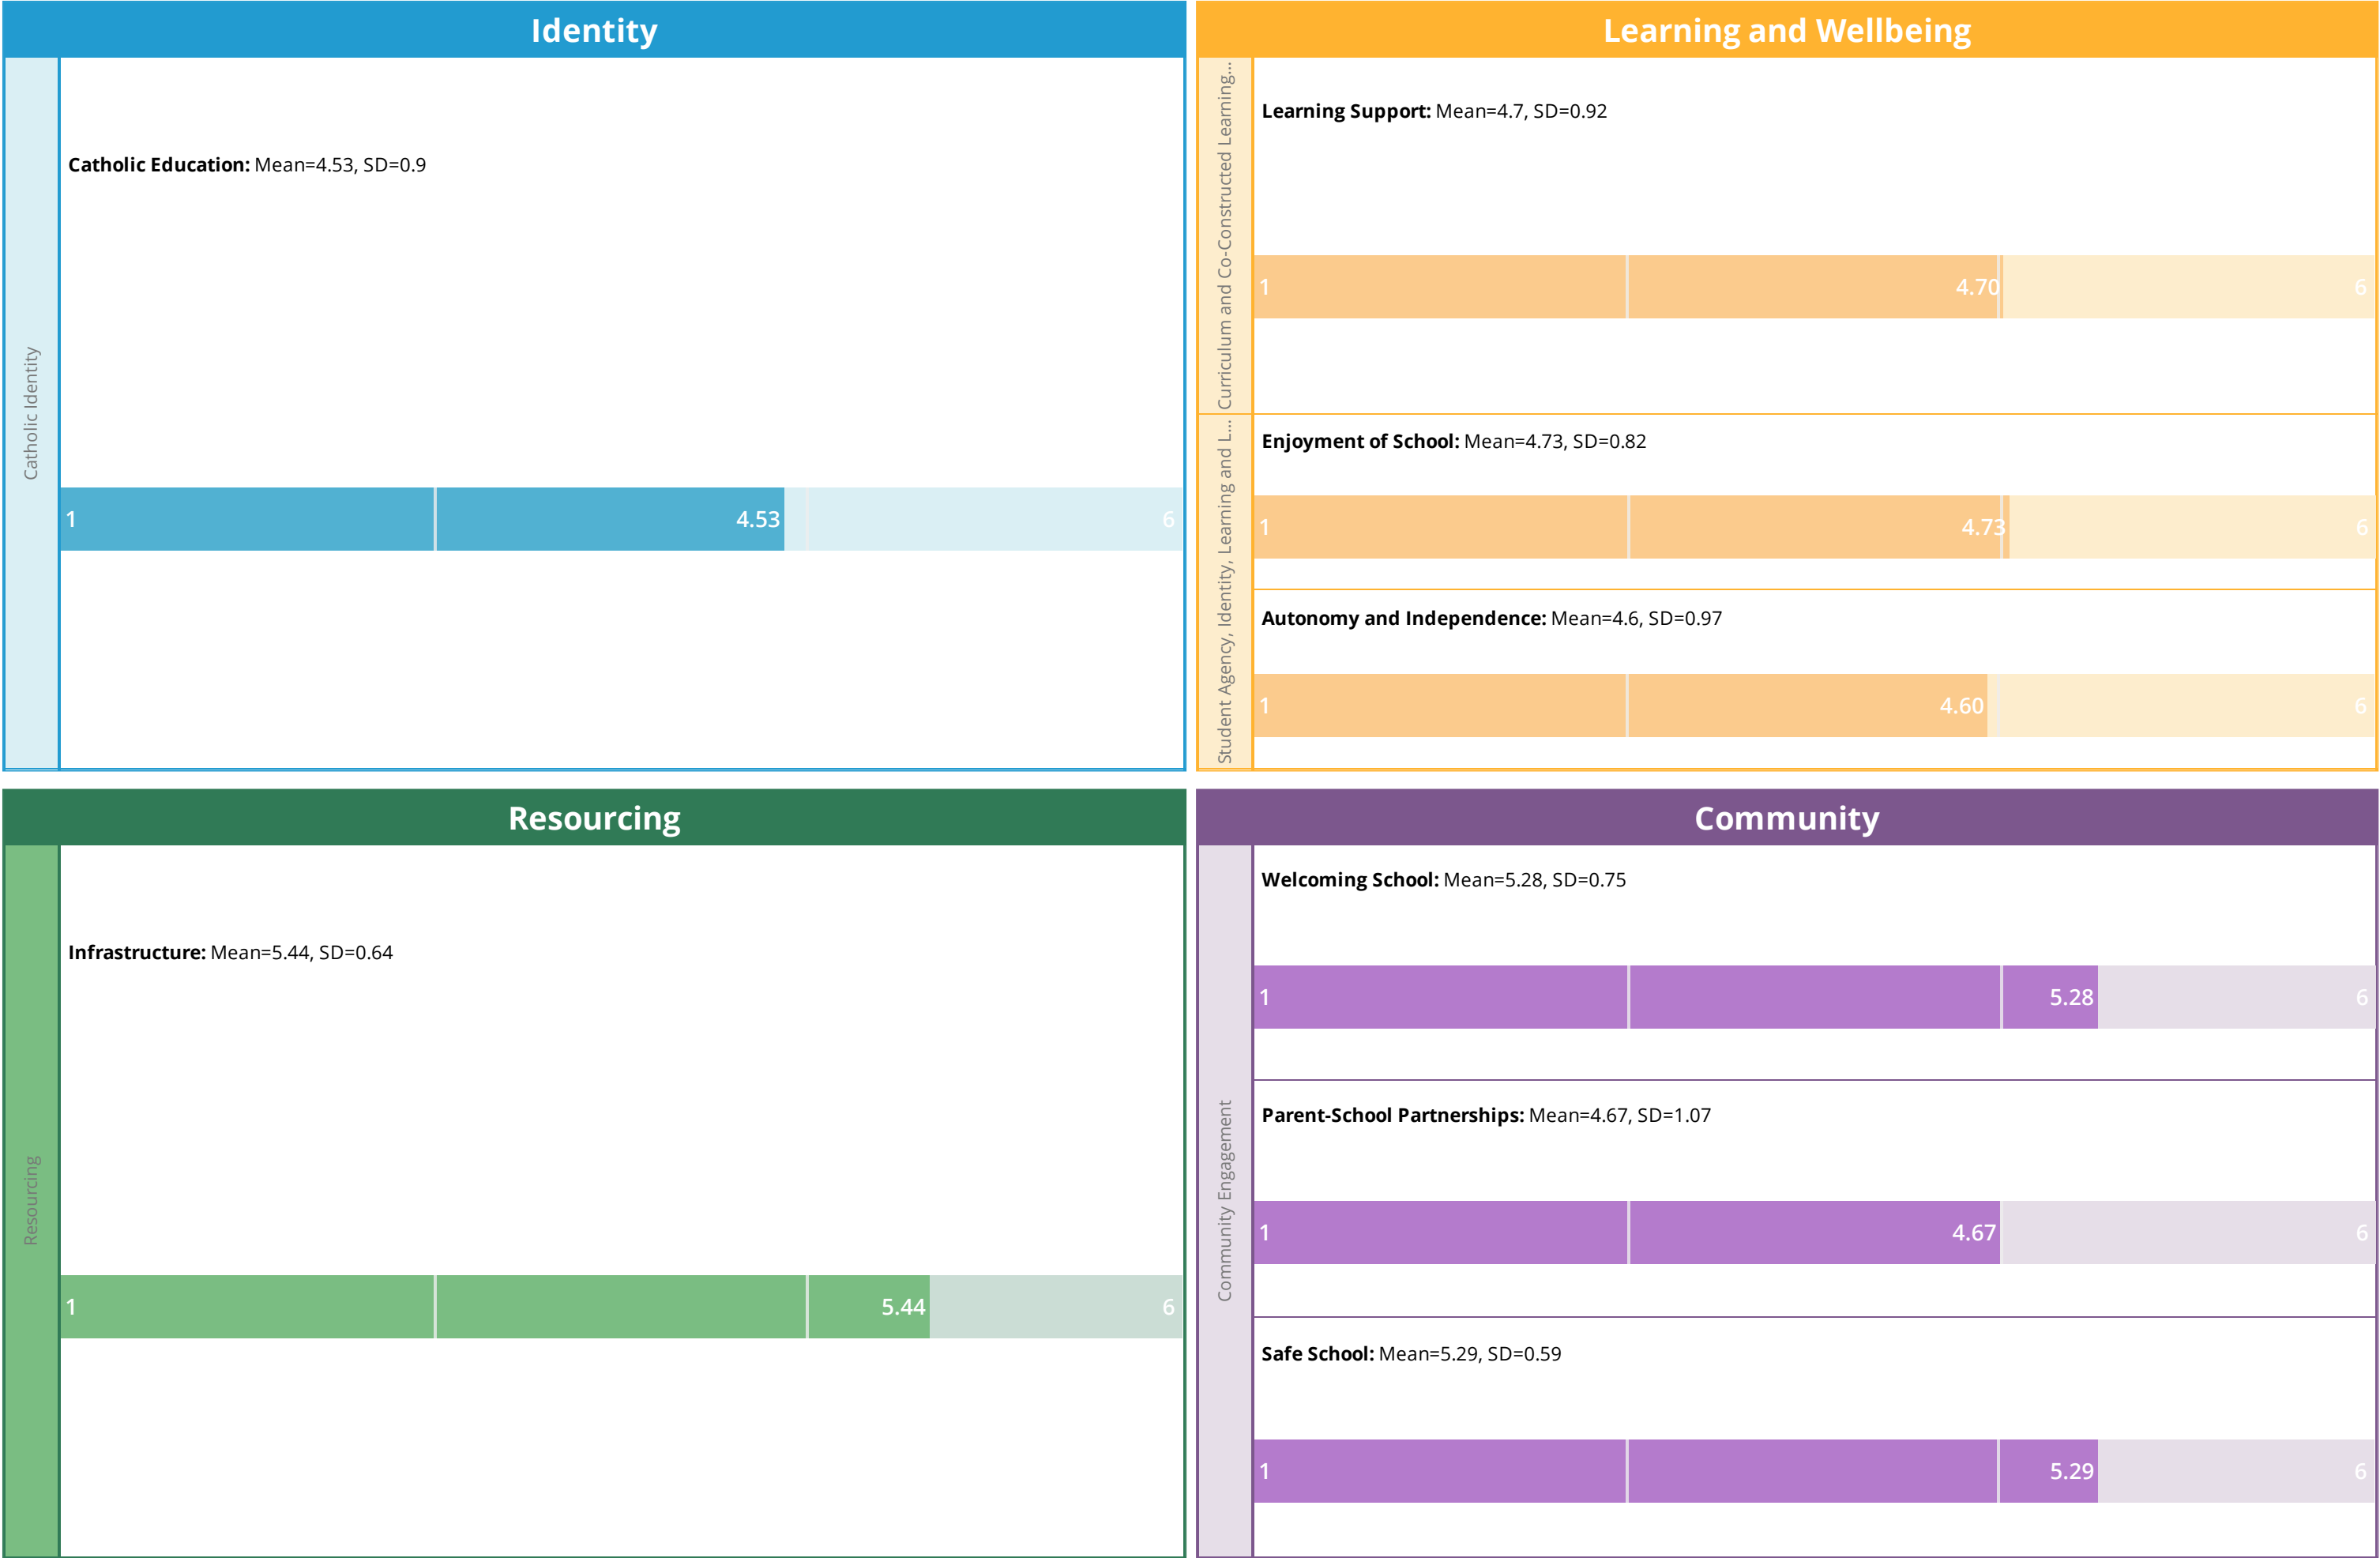 Identity
Catholic Identity
Catholic Education: Mean=4.53, SD=0.9
1 4.53 6
Learning and Wellbeing
Curriculum and Co-Constructed Learning...
Learning Support: Mean=4.7, SD=0.92
1 4.70 6
Student Agency, Identity, Learning and L...
Enjoyment of School: Mean=4.73, SD=0.82
1 4.73 6
Autonomy and Independence: Mean=4.6, SD=0.97
1 4.60 6
Resourcing
Resourcing
Infrastructure: Mean=5.44, SD=0.64
1 5.44 6
Community
Community Engagement
Welcoming School: Mean=5.28, SD=0.75
1 5.28 6
Parent-School Partnerships: Mean=4.67, SD=1.07
1 4.67 6
Safe School: Mean=5.29, SD=0.59
1 5.29 6